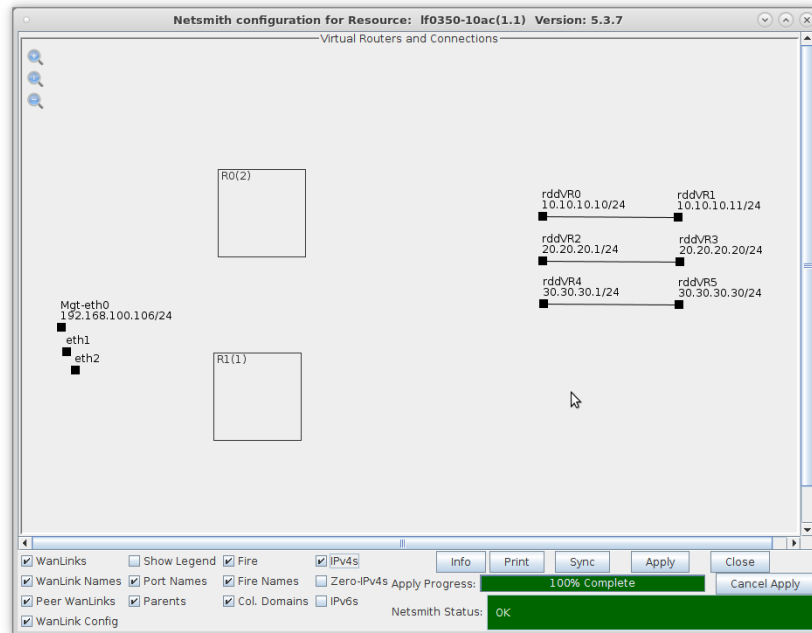 Netsmith configuration for Resource: lf0350-10ac(1.1) Version: 5.3.7
Virtual Routers and Connections
R0(2)
rddVR0
10.10.10.10/24
rddVR1
10.10.10.11/24
rddVR2
20.20.20.1/24
rddVR3
20.20.20.20/24
rddVR4
30.30.30.1/24
rddVR5
30.30.30.30/24
Mgt-eth0
192.168.100.106/24
eth1
eth2
R1(1)
WanLinks Show Legend Fire IPv4s Info Print Sync Apply Close
WanLink Names Port Names Fire Names Zero-IPv4s Apply Progress: 100% Complete Cancel Apply
Peer WanLinks Parents Col. Domains IPv6s
Netsmith Status: OK
WanLink Config